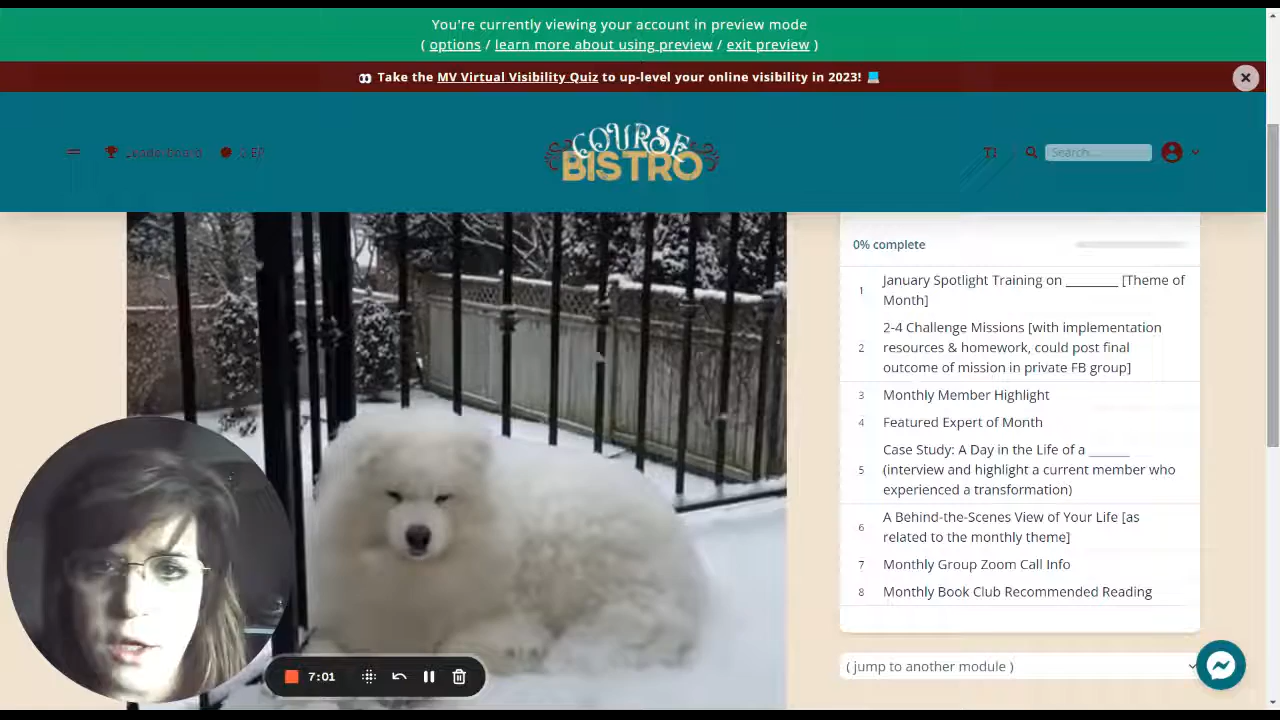 You're currently viewing your account in preview mode
( options / learn more about using preview / exit preview )
👀 Take the MV Virtual Visibility Quiz to up-level your online visibility in 2023! 💻
COURSE
BISTRO
Search...
0% complete
1 January Spotlight Training on ________ [Theme of
Month]
2 2-4 Challenge Missions [with implementation
resources & homework, could post final
outcome of mission in private FB group]
3 Monthly Member Highlight
4 Featured Expert of Month
5 Case Study: A Day in the Life of a ______
(interview and highlight a current member who
experienced a transformation)
6 A Behind-the-Scenes View of Your Life [as
related to the monthly theme]
7 Monthly Group Zoom Call Info
8 Monthly Book Club Recommended Reading
( jump to another module )
7:01